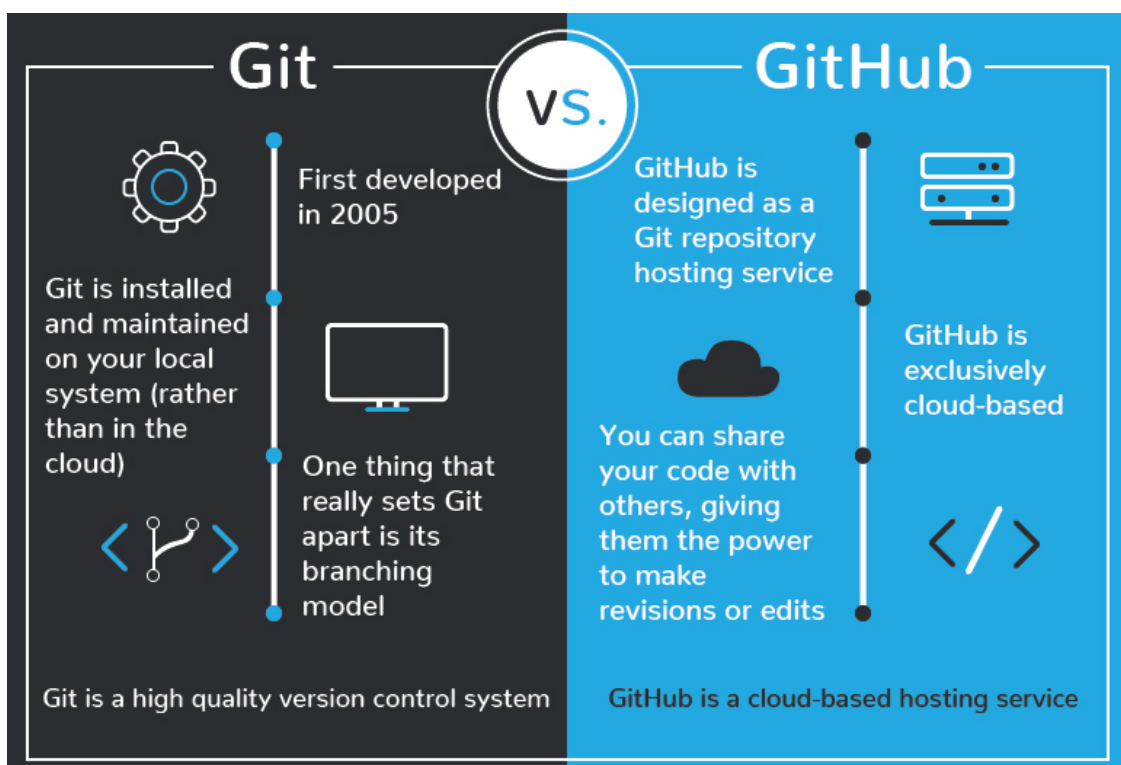 Git
vs.
GitHub
First developed
in 2005
Git is installed
and maintained
on your local
system (rather
than in the
cloud)
One thing that
really sets Git
apart is its
branching
model
Git is a high quality version control system
GitHub is
designed as a
Git repository
hosting service
GitHub is
exclusively
cloud-based
You can share
your code with
others, giving
them the power
to make
revisions or edits
GitHub is a cloud-based hosting service